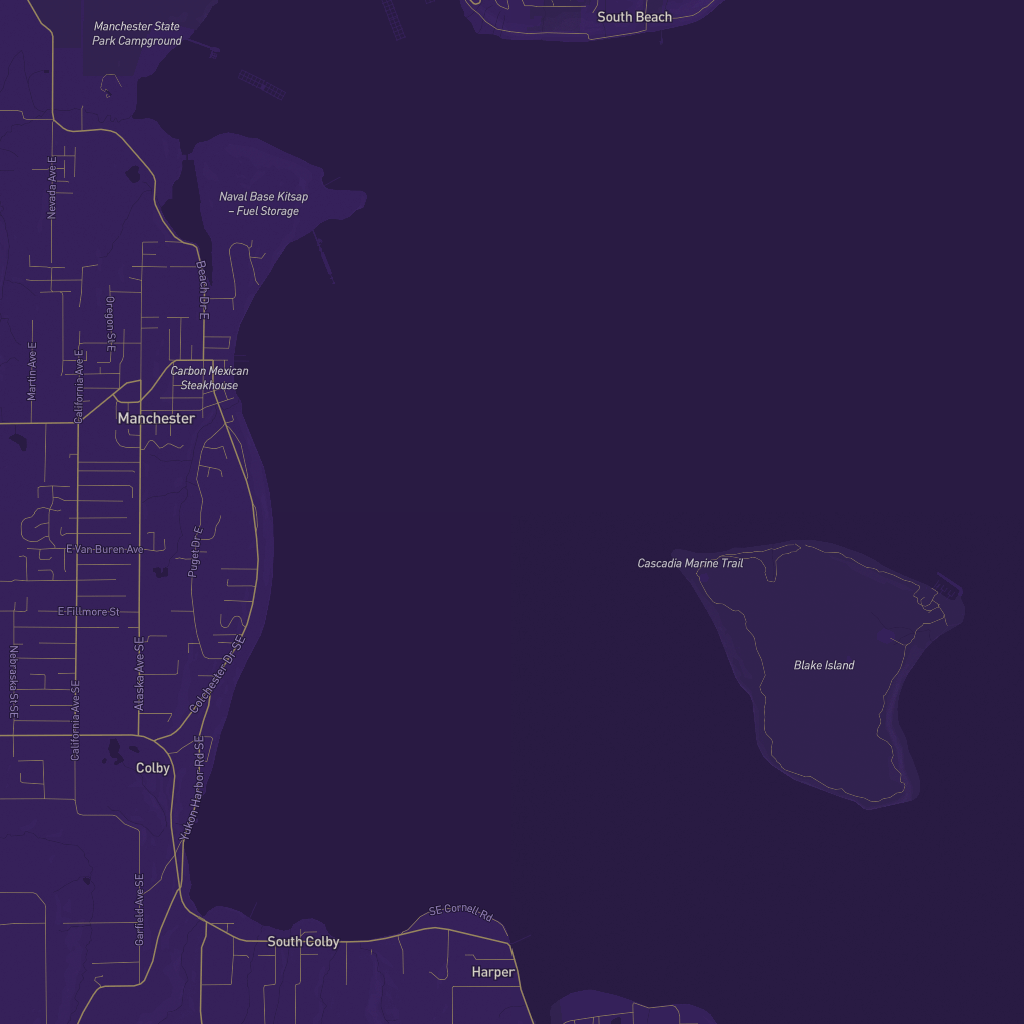 South Beach
Manchester State
Park Campground
Nevada Ave E
Naval Base Kitsap
– Fuel Storage
Beach Dr E
Oregon St E
Martin Ave E
California Ave E
Carbon Mexican
Steakhouse
Manchester
E Van Buren Ave
Puget Dr E
Cascadia Marine Trail
E Fillmore St
Nebraska St SE
Alaska Ave SE
Colchester Dr SE
Blake Island
California Ave SE
Colby
Yukon Harbor Rd SE
Garfield Ave SE
SE Cornell Rd
South Colby
Harper